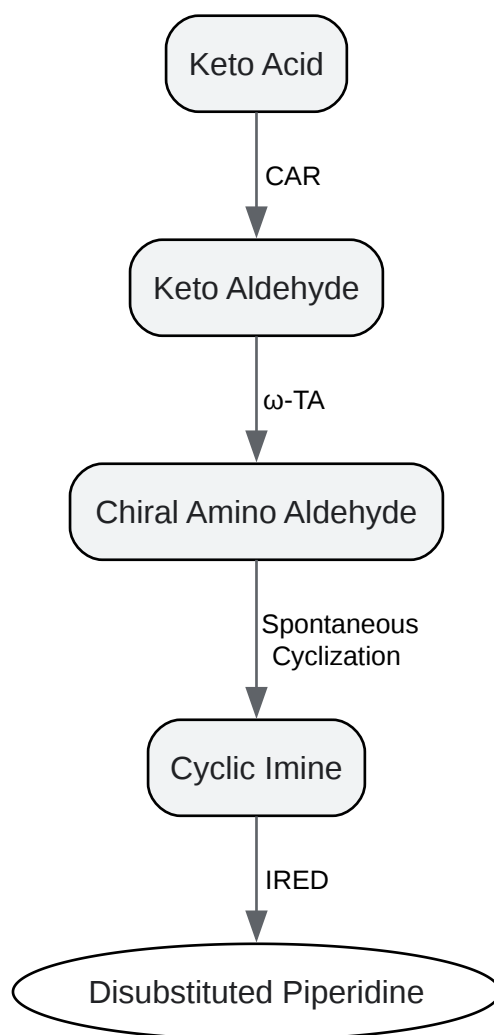 Keto Acid
CAR
Keto Aldehyde
ω-TA
Chiral Amino Aldehyde
Spontaneous
Cyclization
Cyclic Imine
IRED
Disubstituted Piperidine